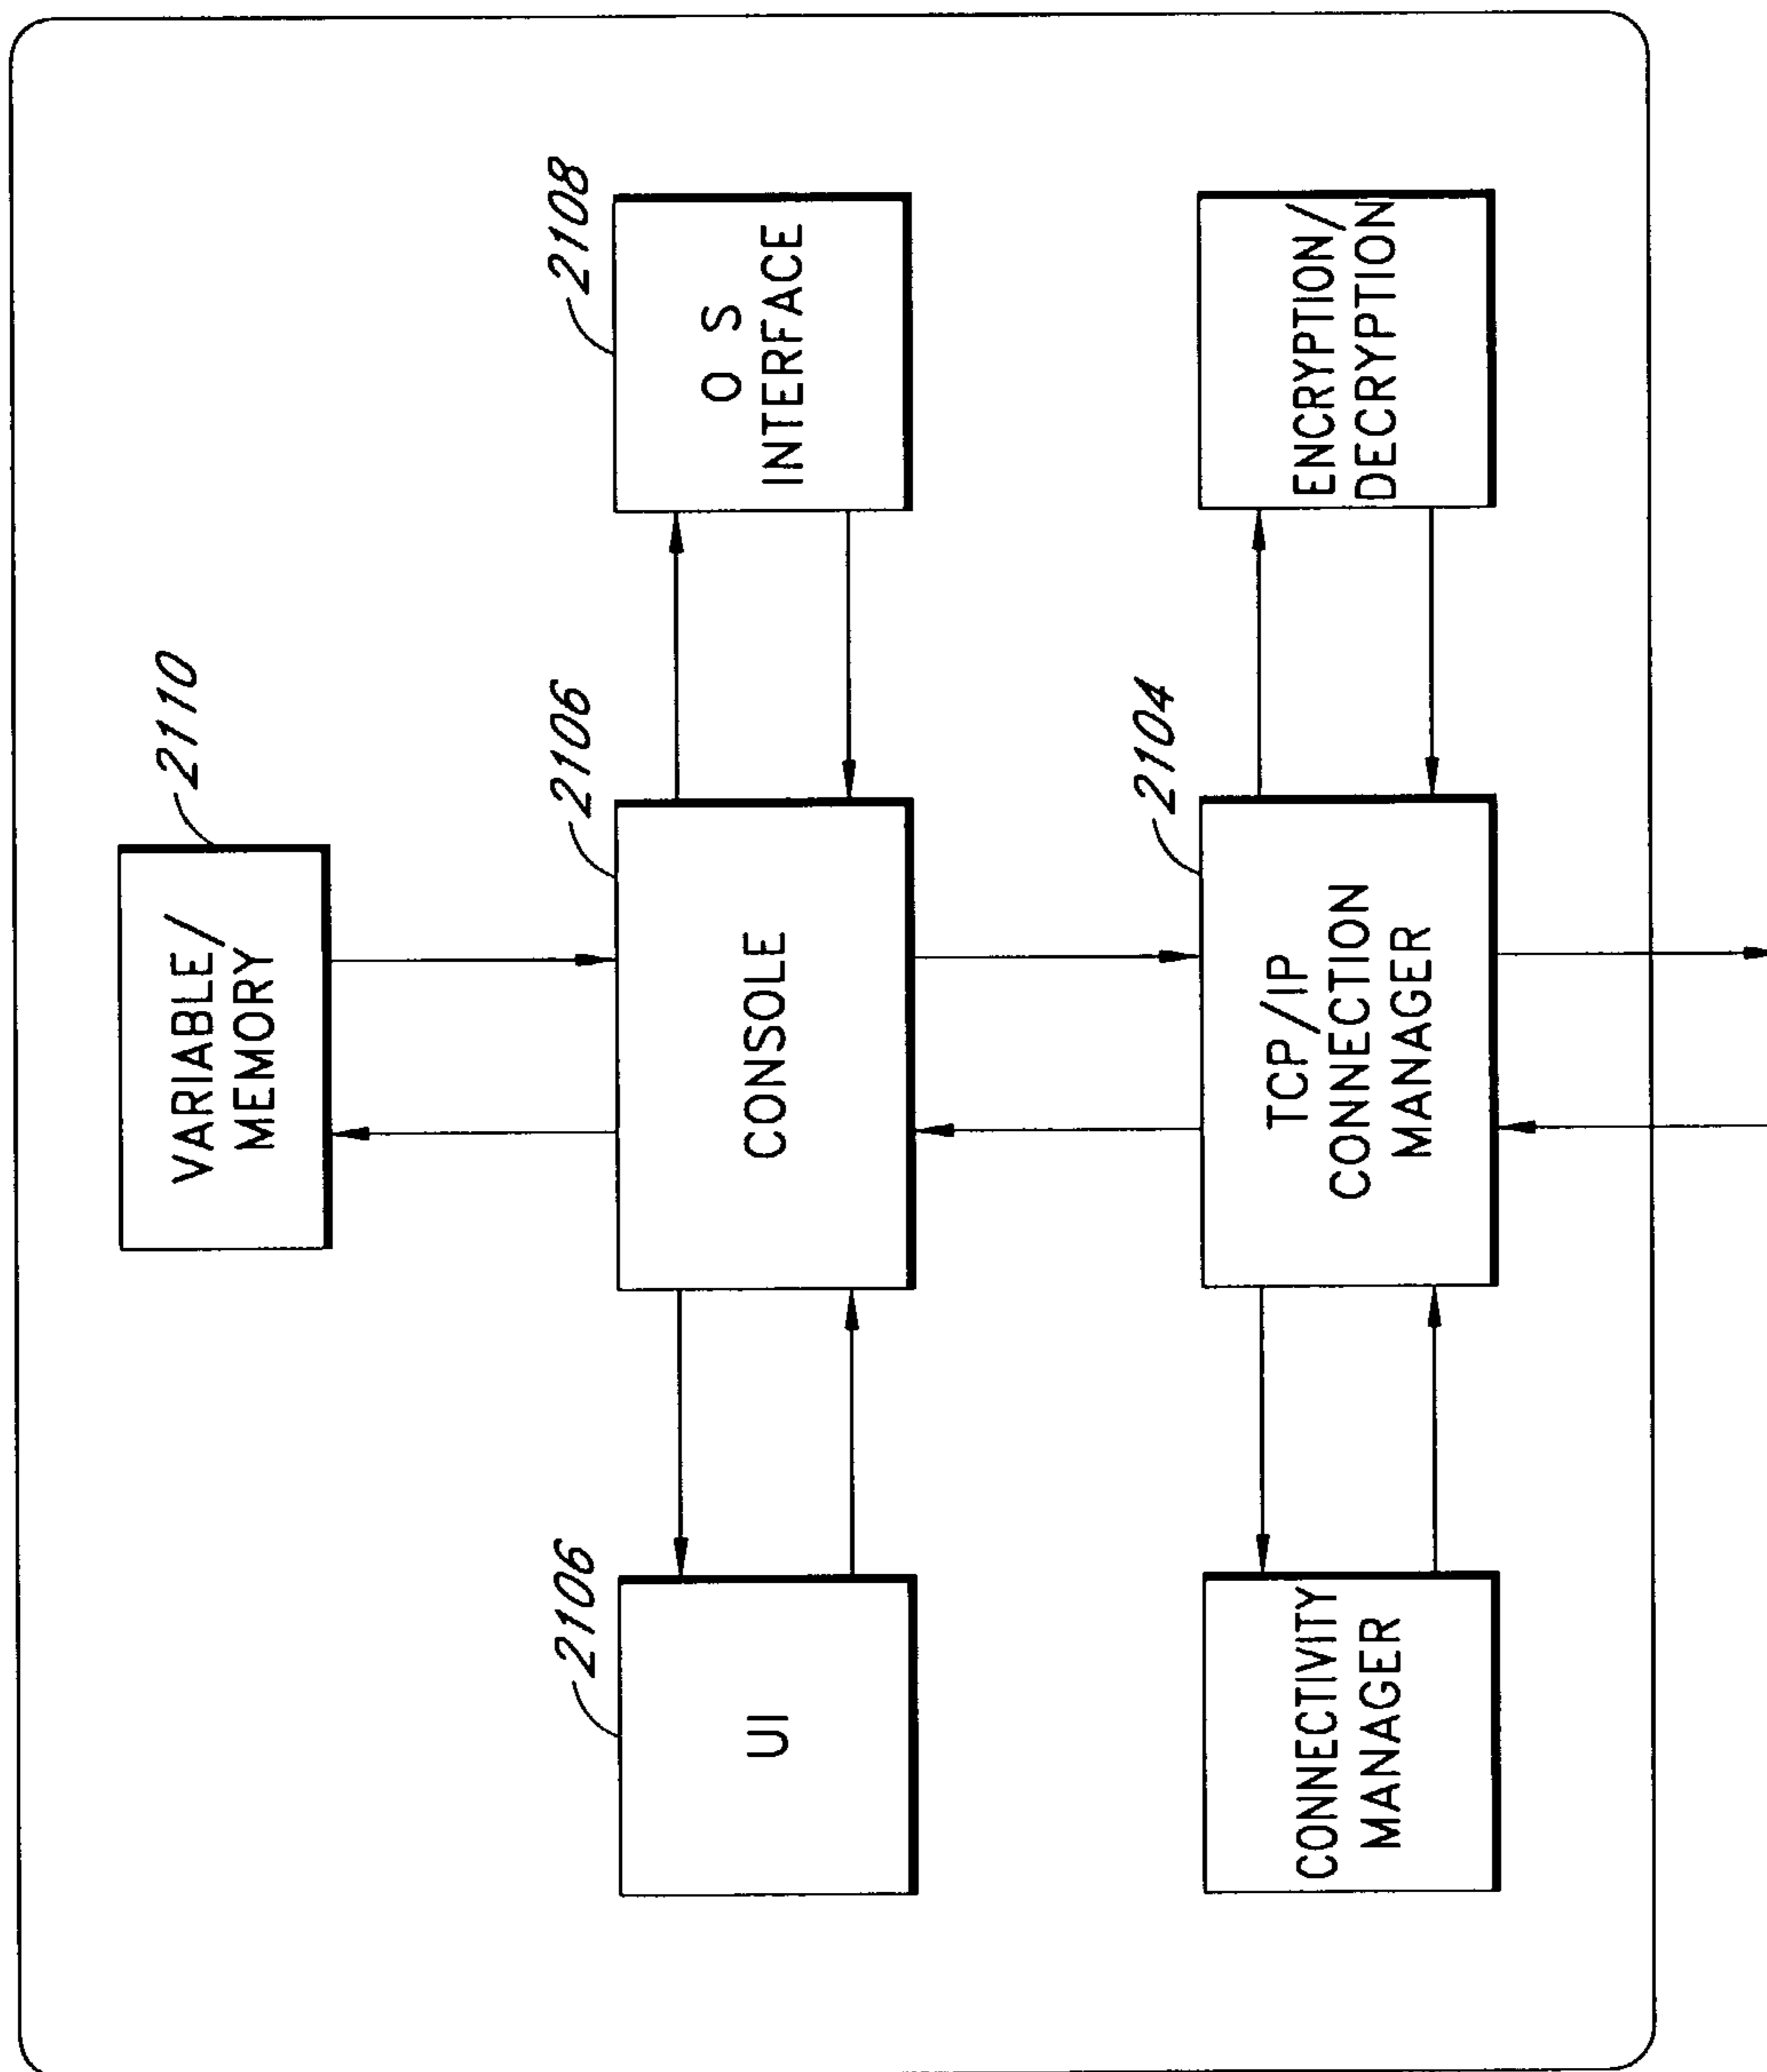 2110
VARIABLE/
MEMORY
2106
UI
2106
CONSOLE
2108
O S
INTERFACE
CONNECTIVITY
MANAGER
2104
TCP/IP
CONNECTION
MANAGER
ENCRYPTION/
DECRYPTION